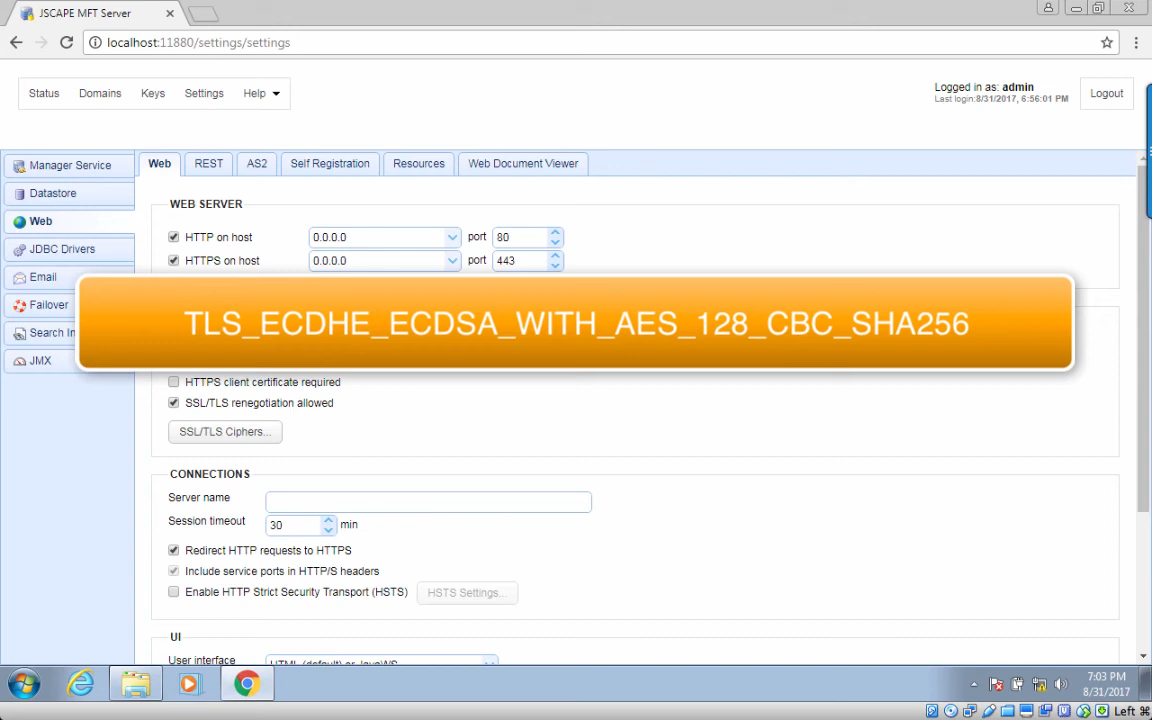 JSCAPE MFT Server
localhost:11880/settings/settings
Status Domains Keys Settings Help
Logged in as: admin
Last login:8/31/2017, 6:56:01 PM
Logout
Manager Service
Datastore
Web
JDBC Drivers
Email
Failover
Search In
JMX
Web REST AS2 Self Registration Resources Web Document Viewer
WEB SERVER
HTTP on host 0.0.0.0 port 80
HTTPS on host 0.0.0.0 port 443
TLS_ECDHE_ECDSA_WITH_AES_128_CBC_SHA256
HTTPS client certificate required
SSL/TLS renegotiation allowed
SSL/TLS Ciphers...
CONNECTIONS
Server name
Session timeout 30 min
Redirect HTTP requests to HTTPS
Include service ports in HTTP/S headers
Enable HTTP Strict Security Transport (HSTS) HSTS Settings...
UI
User interface HTML (default) or JavaWS
7:03 PM
8/31/2017
Left ⌘